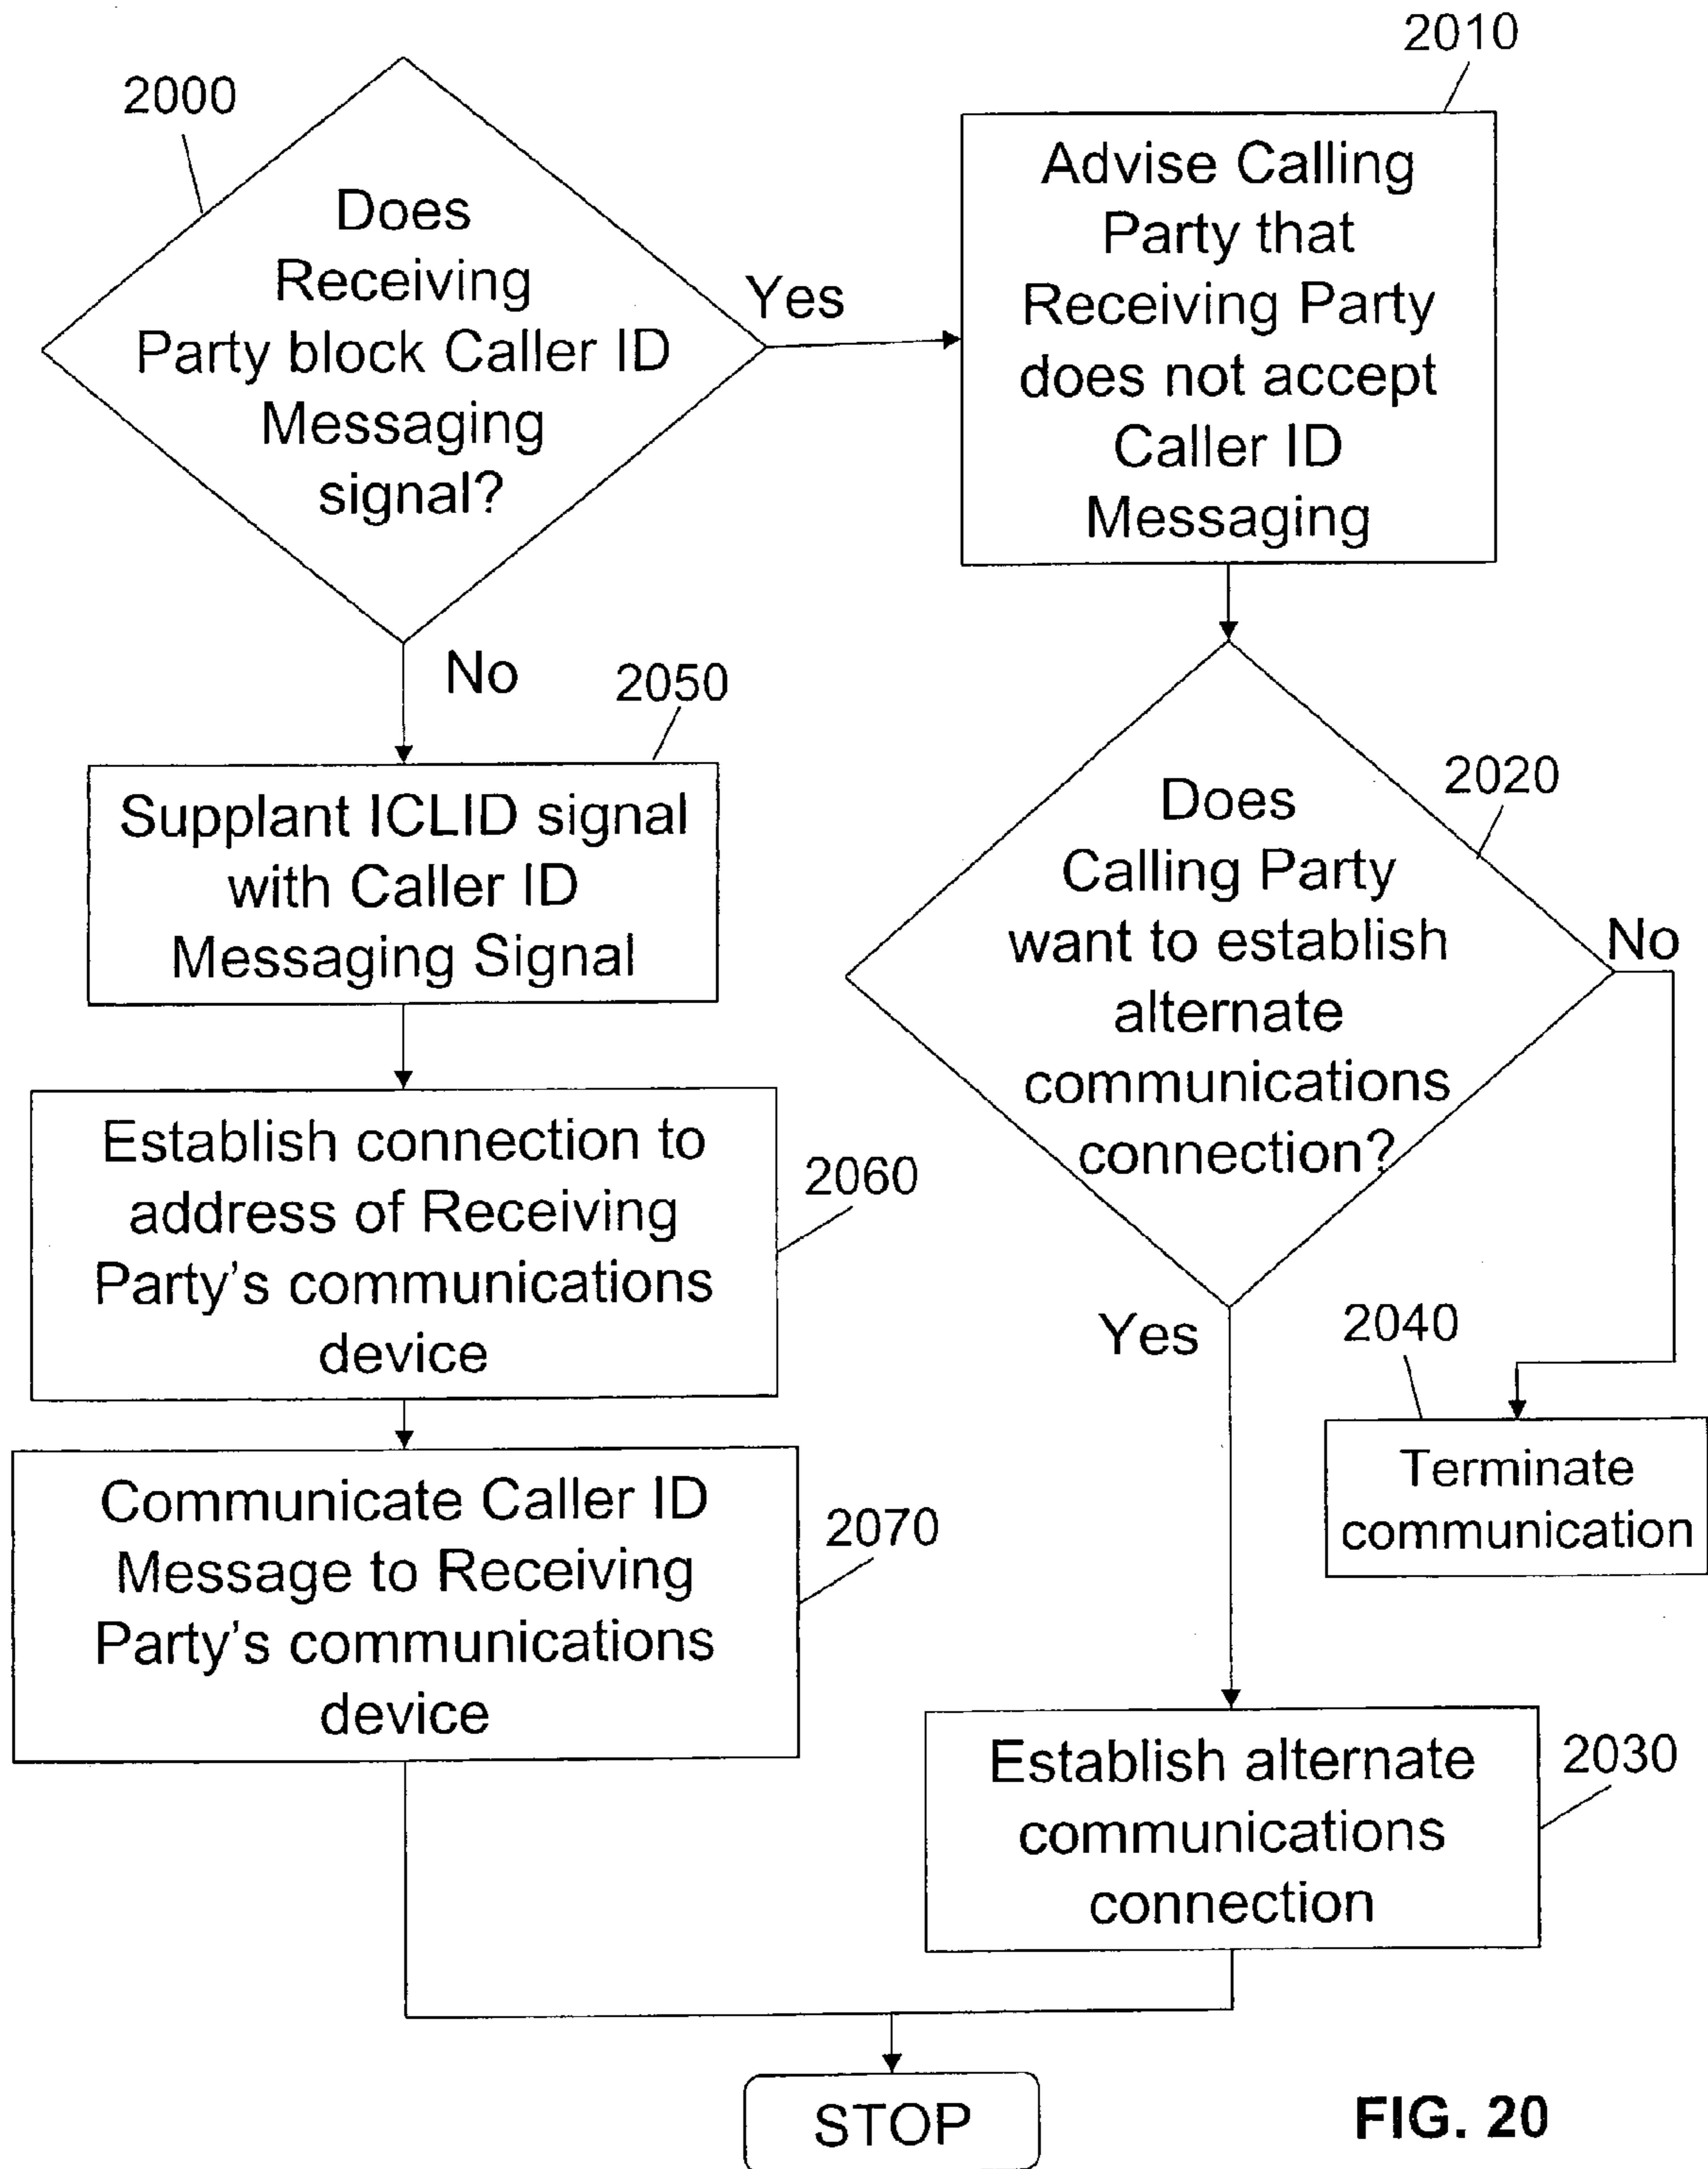 2000
Does
Receiving
Party block Caller ID
Messaging
signal?
Yes
2010
Advise Calling
Party that
Receiving Party
does not accept
Caller ID
Messaging
No
2050
Supplant ICLID signal
with Caller ID
Messaging Signal
2020
Does
Calling Party
want to establish
alternate
communications
connection?
No
Establish connection to
address of Receiving
Party's communications
device
2060
Yes
2040
Terminate
communication
Communicate Caller ID
Message to Receiving
Party's communications
device
2070
Establish alternate
communications
connection
2030
STOP
FIG. 20